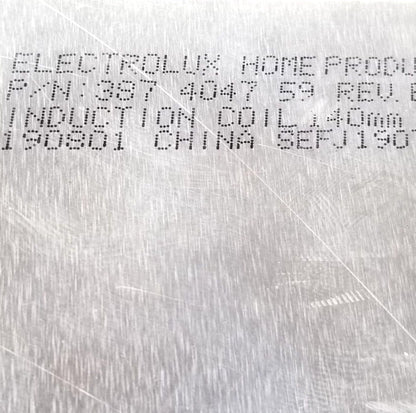 ELECTROLUX HOME PRODU
P/N: 387 4047 59 REV.E
INDUCTION COIL 140mm
190801 CHINA SEFJ190